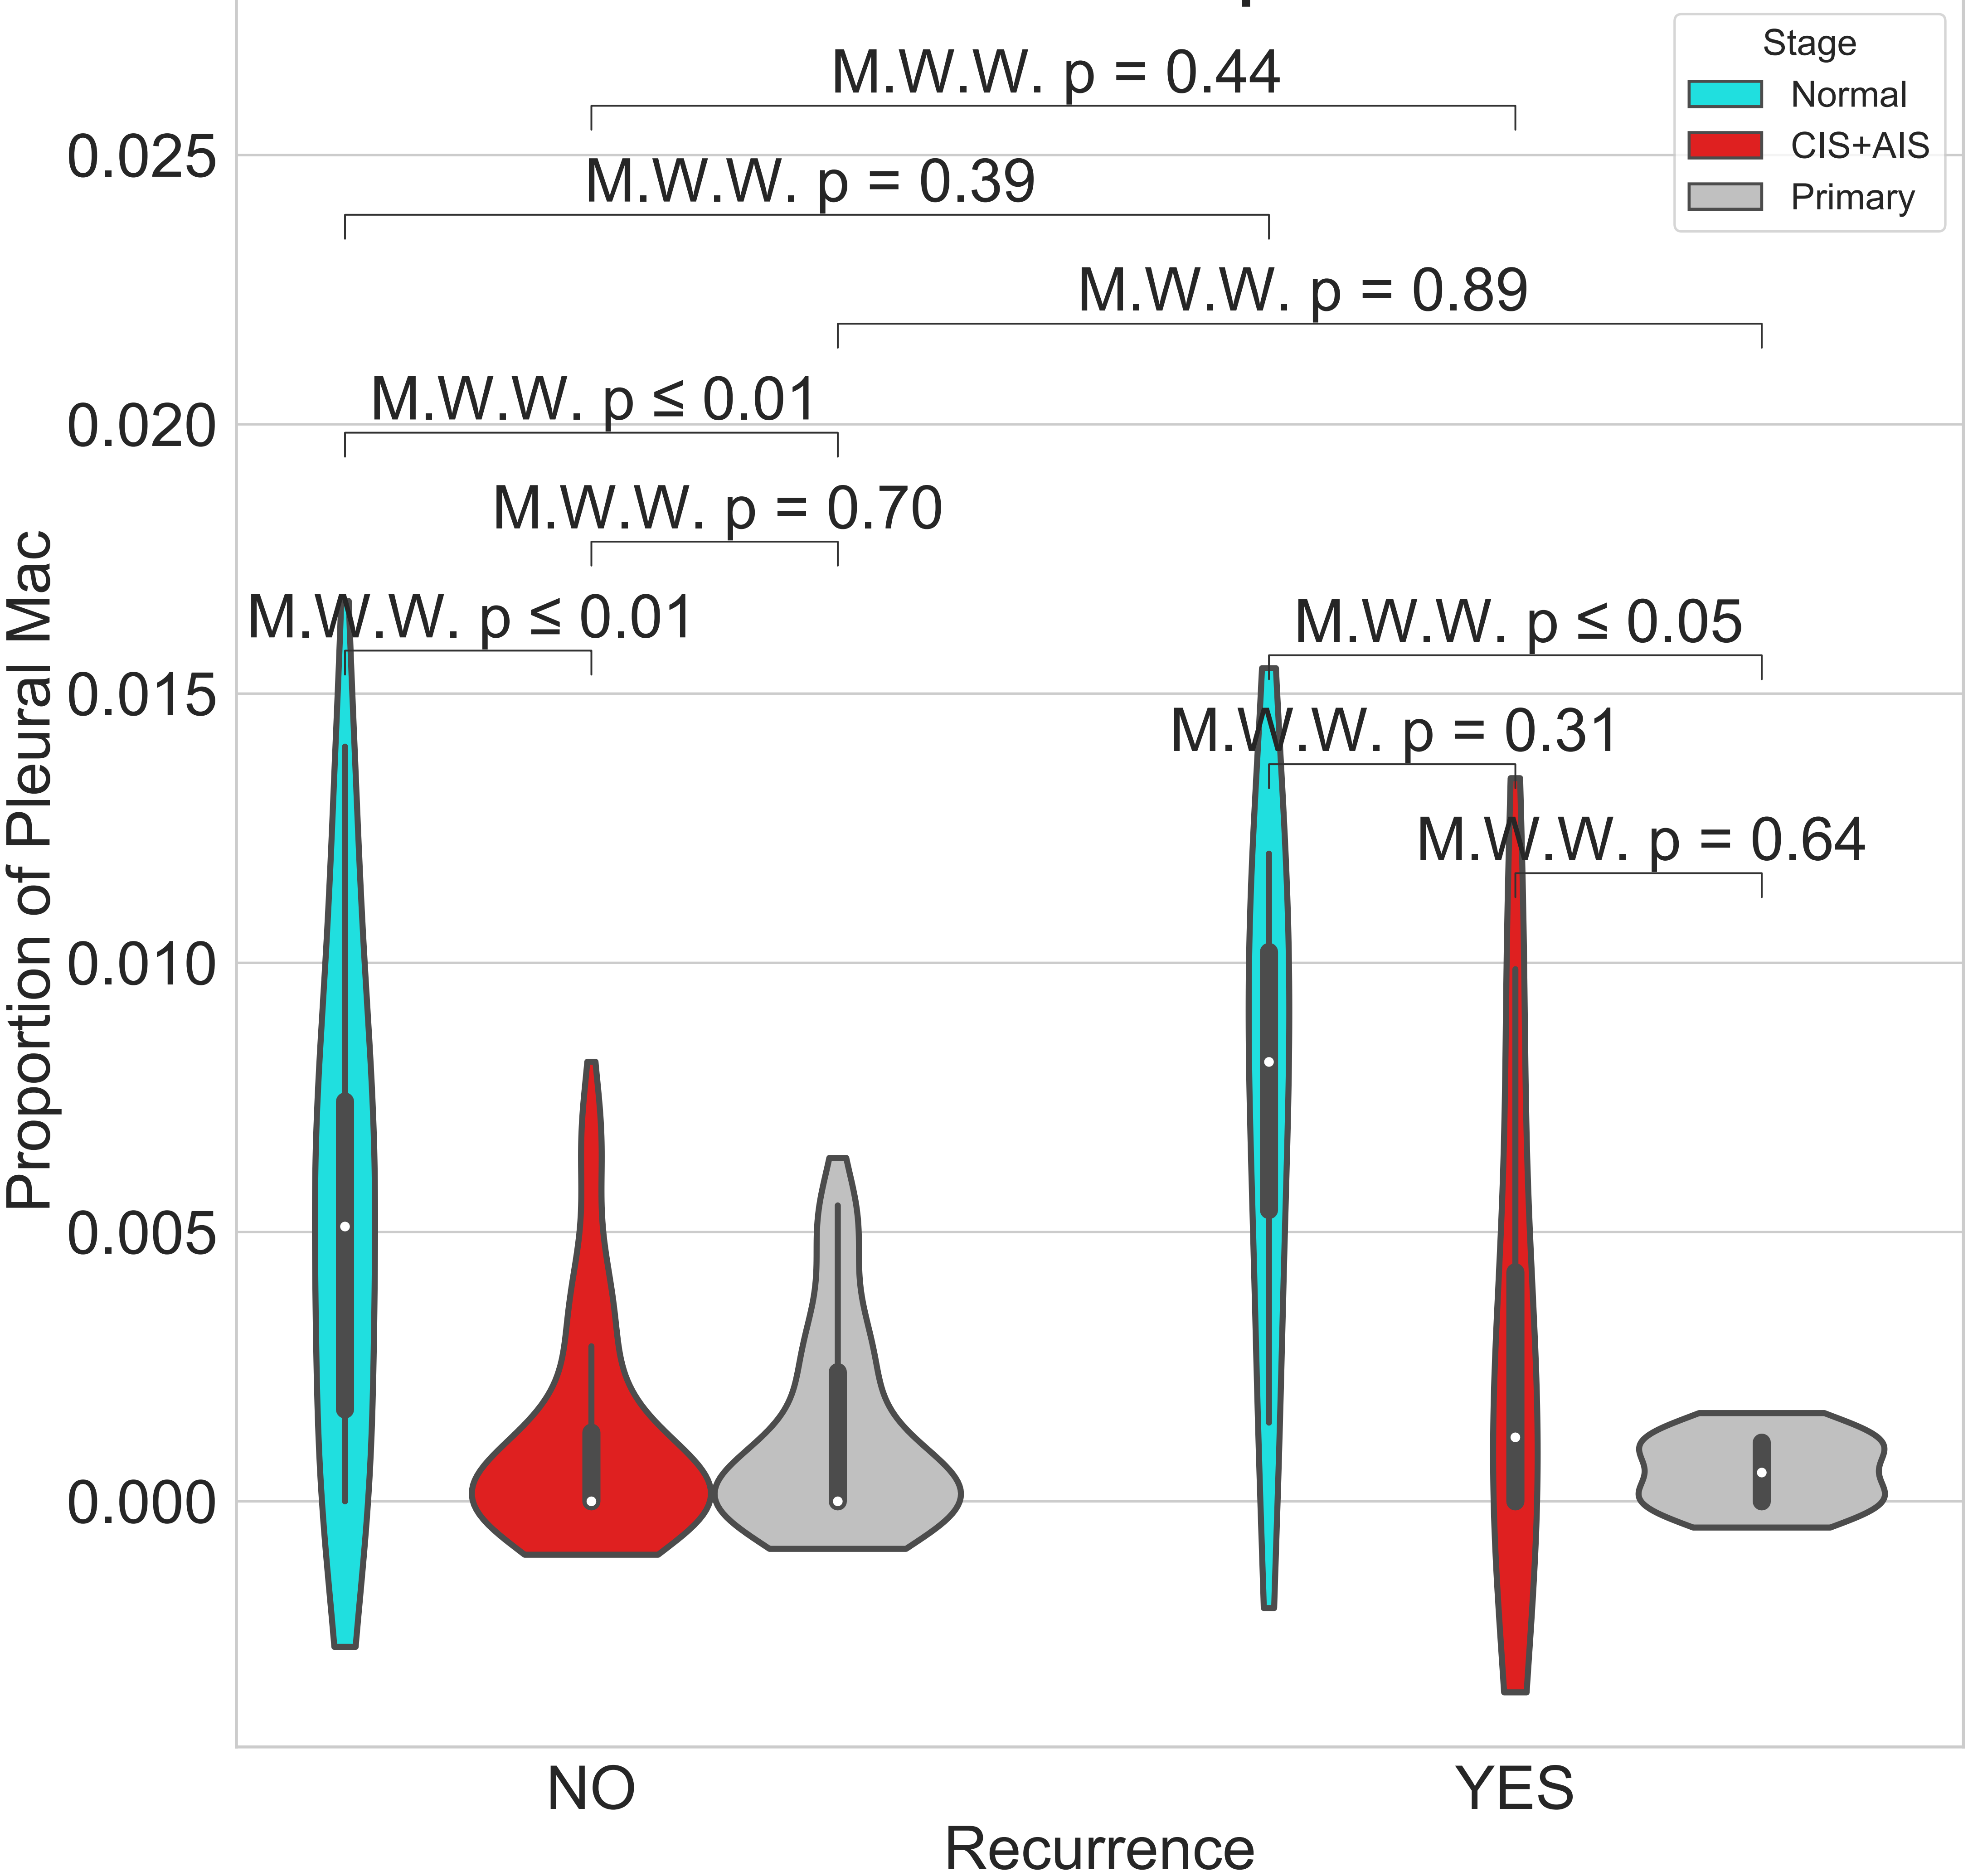 Stage
Normal
CIS+AIS
Primary
M.W.W. p = 0.44
M.W.W. p = 0.39
M.W.W. p = 0.89
M.W.W. p ≤ 0.01
M.W.W. p = 0.70
M.W.W. p ≤ 0.01
M.W.W. p ≤ 0.05
M.W.W. p = 0.31
M.W.W. p = 0.64
0.025
0.020
0.015
0.010
0.005
0.000
Proportion of Pleural Mac
NO
YES
Recurrence